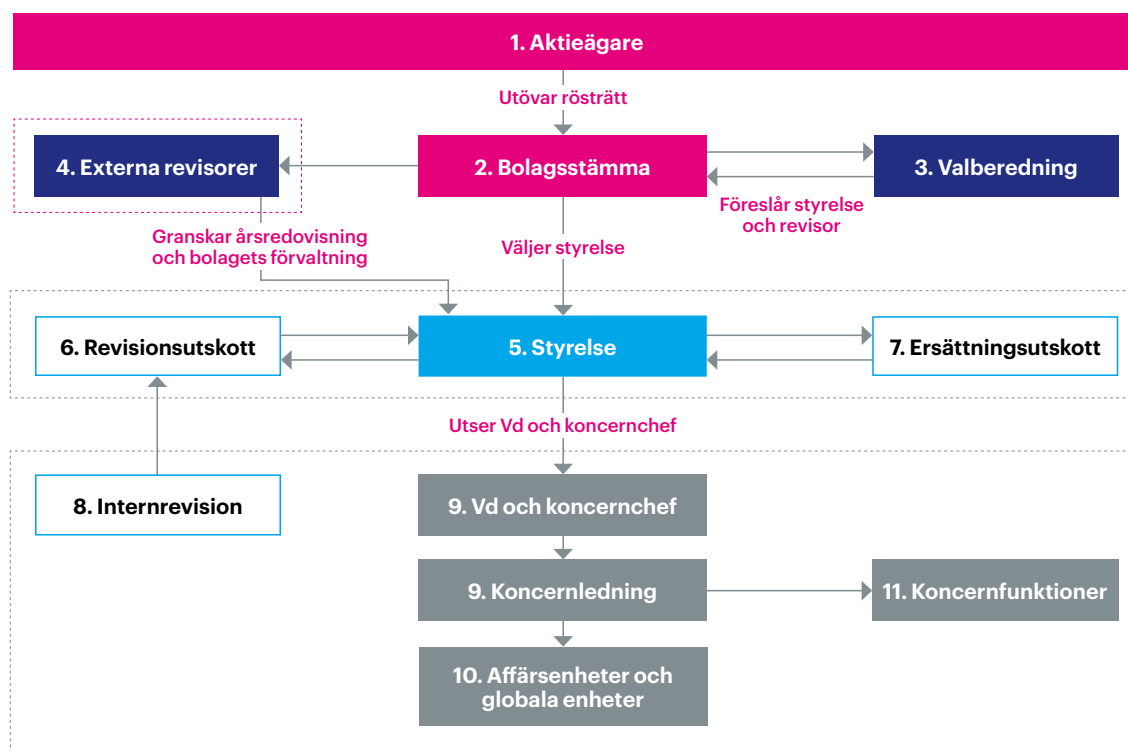 1. Aktieägare
Utövar rösträtt
4. Externa revisorer
2. Bolagsstämma
3. Valberedning
Föreslår styrelse
och revisor
Granskar årsredovisning
och bolagets förvaltning
Väljer styrelse
6. Revisionsutskott
5. Styrelse
7. Ersättningsutskott
Utser Vd och koncernchef
8. Internrevision
9. Vd och koncernchef
9. Koncernledning
11. Koncernfunktioner
10. Affärsenheter och
globala enheter